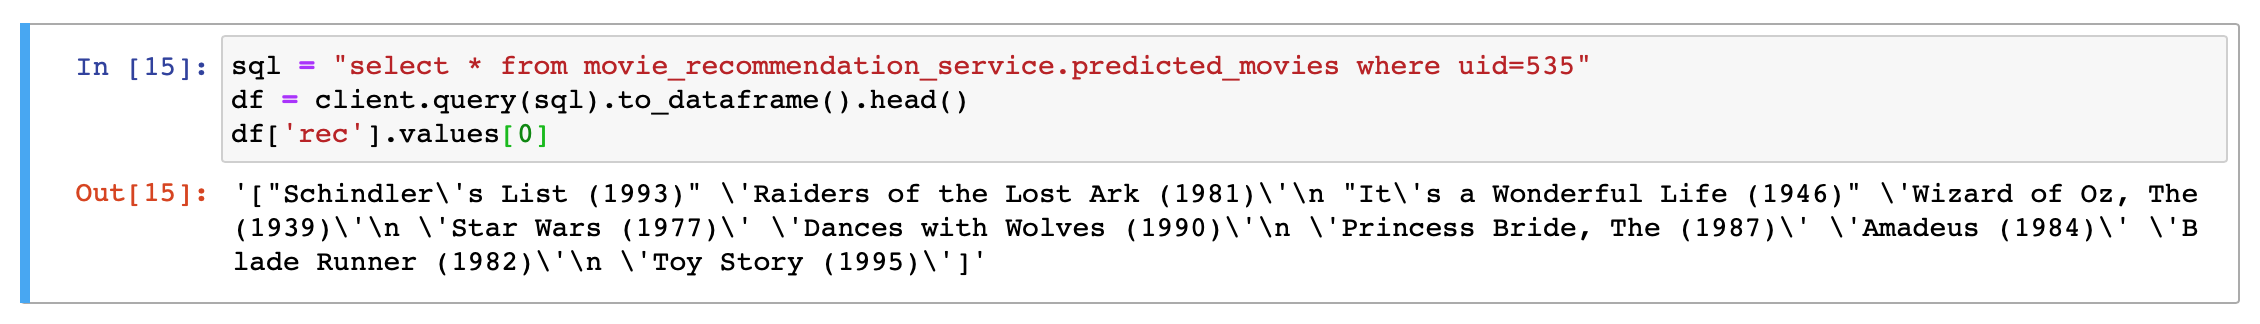 In [15]: sql = "select * from movie_recommendation_service.predicted_movies where uid=535"
df = client.query(sql).to_dataframe().head()
df['rec'].values[0]
Out[15]: '["Schindler\'s List (1993)" \'Raiders of the Lost Ark (1981)\'\n "It\'s a Wonderful Life (1946)" \'Wizard of Oz, The
(1939)\'\n \'Star Wars (1977)\' \'Dances with Wolves (1990)\'\n \'Princess Bride, The (1987)\' \'Amadeus (1984)\' \'B
lade Runner (1982)\'\n \'Toy Story (1995)\']'